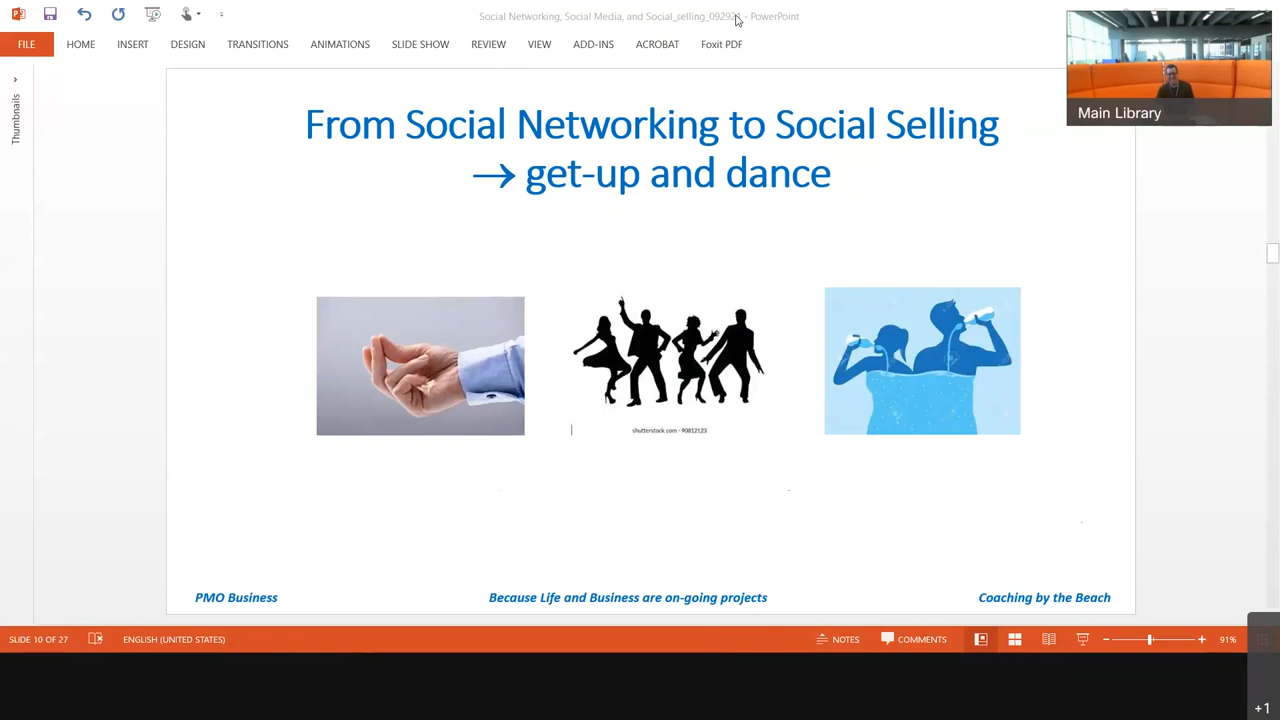 Social Networking, Social Media, and Social_selling_0929 - PowerPoint
FILE HOME INSERT DESIGN TRANSITIONS ANIMATIONS SLIDE SHOW REVIEW VIEW ADD-INS ACROBAT Foxit PDF
Main Library
Thumbnails
From Social Networking to Social Selling
→ get-up and dance
shutterstock.com · 90812123
PMO Business Because Life and Business are on-going projects Coaching by the Beach
SLIDE 10 OF 27 ENGLISH (UNITED STATES) NOTES COMMENTS 91%
+1